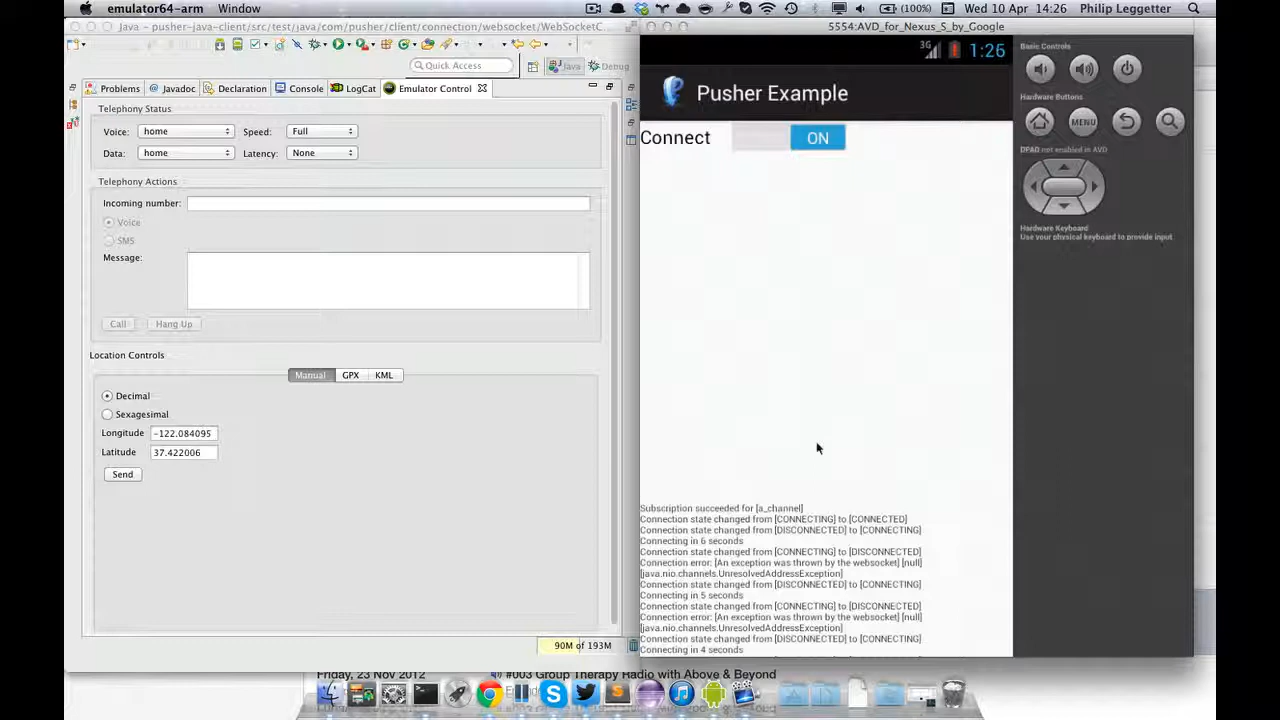 emulator64-arm Window (100%) Wed 10 Apr 14:26 Philip Leggetter
Java - pusher-java-client/src/test/java/com/pusher/client/connection/websocket/WebSocketC
5554:AVD_for_Nexus_S_by_Google
Quick Access Java Debug
Problems Javadoc Declaration Console LogCat Emulator Control
Telephony Status
Voice: home Speed: Full
Data: home Latency: None
Telephony Actions
Incoming number:
Voice
SMS
Message:
Call Hang Up
Location Controls
Manual GPX KML
Decimal
Sexagesimal
Longitude -122.084095
Latitude 37.422006
Send
90M of 193M
3G 1:26
Pusher Example
Connect ON
Subscription succeeded for [a_channel]
Connection state changed from [CONNECTING] to [CONNECTED]
Connection state changed from [DISCONNECTED] to [CONNECTING]
Connecting in 6 seconds
Connection state changed from [CONNECTING] to [DISCONNECTED]
Connection error: [An exception was thrown by the websocket] [null]
[java.nio.channels.UnresolvedAddressException]
Connection state changed from [DISCONNECTED] to [CONNECTING]
Connecting in 5 seconds
Connection state changed from [CONNECTING] to [DISCONNECTED]
Connection error: [An exception was thrown by the websocket] [null]
[java.nio.channels.UnresolvedAddressException]
Connection state changed from [DISCONNECTED] to [CONNECTING]
Connecting in 4 seconds
Basic Controls
Hardware Buttons
MENU
DPAD not enabled in AVD
Hardware Keyboard
Use your physical keyboard to provide input
Friday, 23 Nov 2012 #003 Group Therapy Radio with Above & Beyond